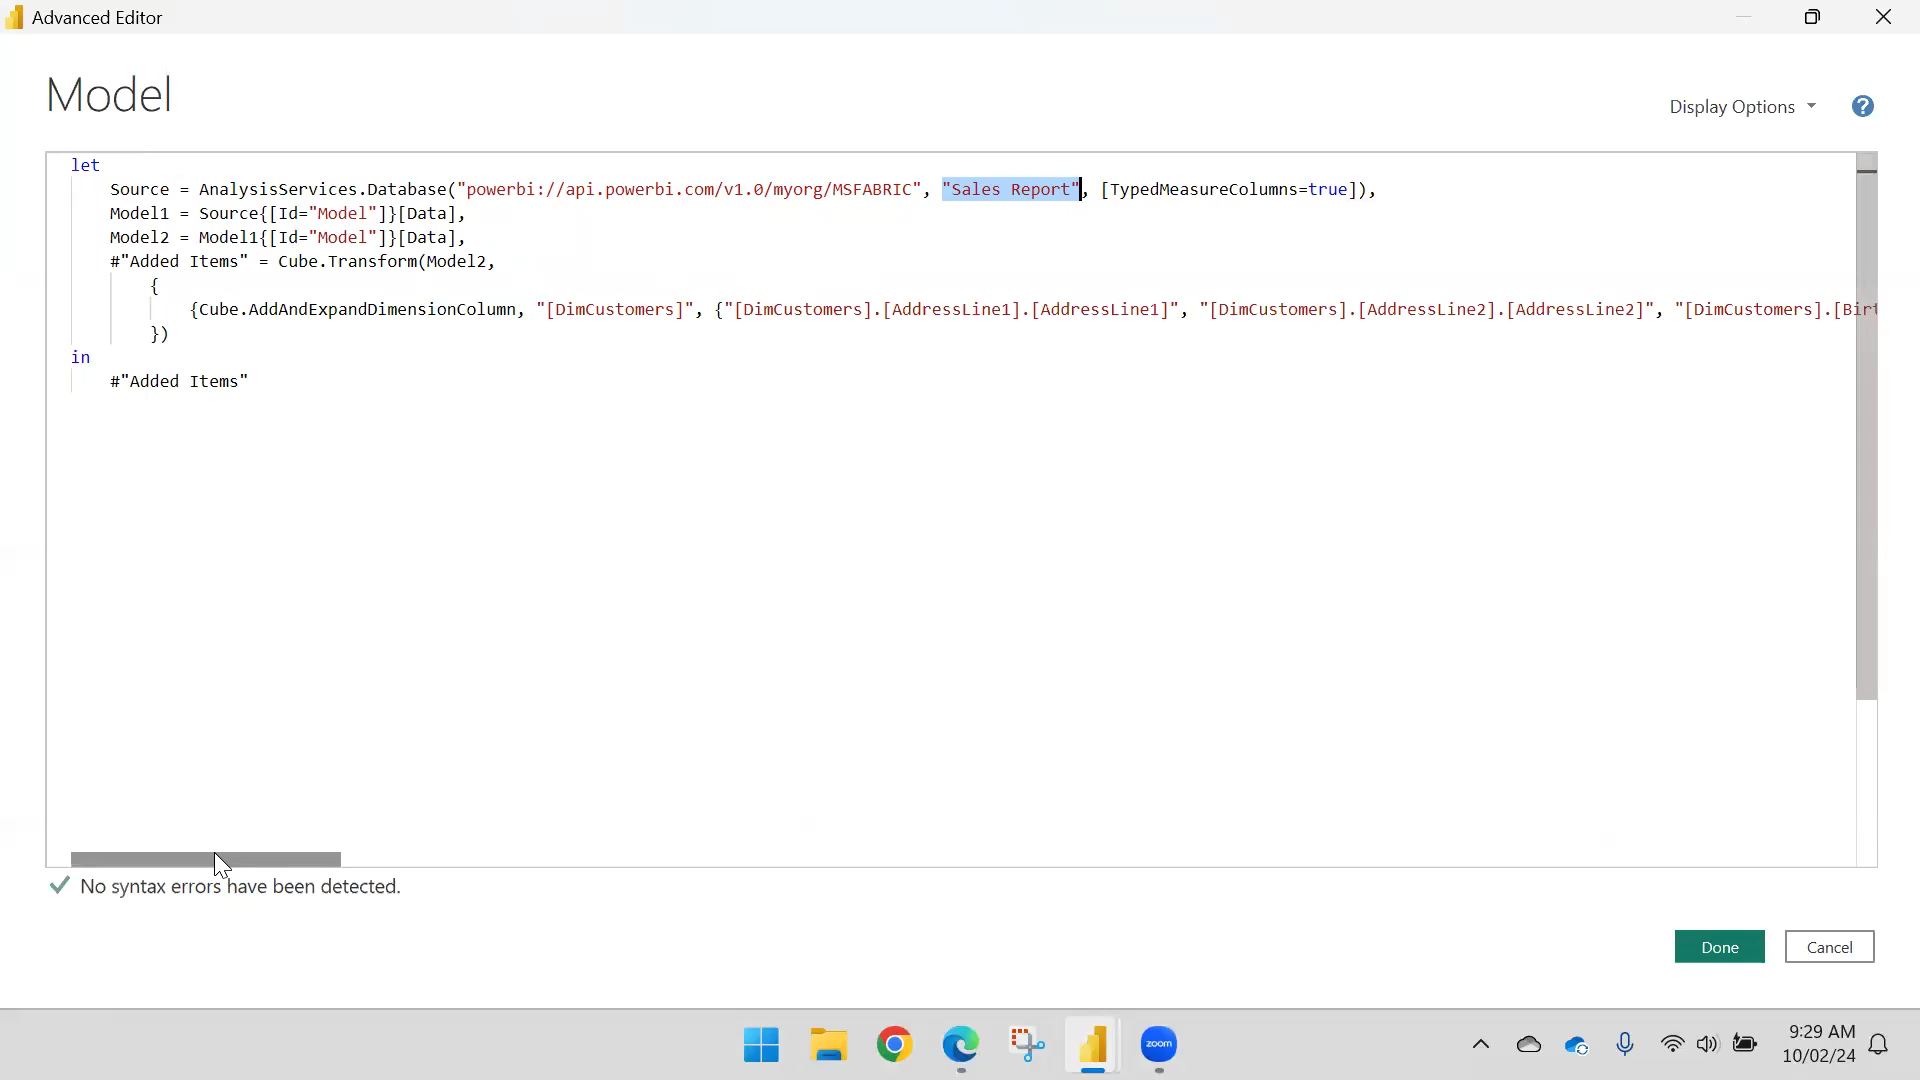 Advanced Editor
Model
Display Options
?
let
Source = AnalysisServices.Database("powerbi://api.powerbi.com/v1.0/myorg/MSFABRIC", "Sales Report", [TypedMeasureColumns=true]),
Model1 = Source{[Id="Model"]}[Data],
Model2 = Model1{[Id="Model"]}[Data],
#"Added Items" = Cube.Transform(Model2,
{
{Cube.AddAndExpandDimensionColumn, "[DimCustomers]", {"[DimCustomers].[AddressLine1].[AddressLine1]", "[DimCustomers].[AddressLine2].[AddressLine2]", "[DimCustomers].[Birt
})
in
#"Added Items"
No syntax errors have been detected.
Done
Cancel
zoom
9:29 AM
10/02/24